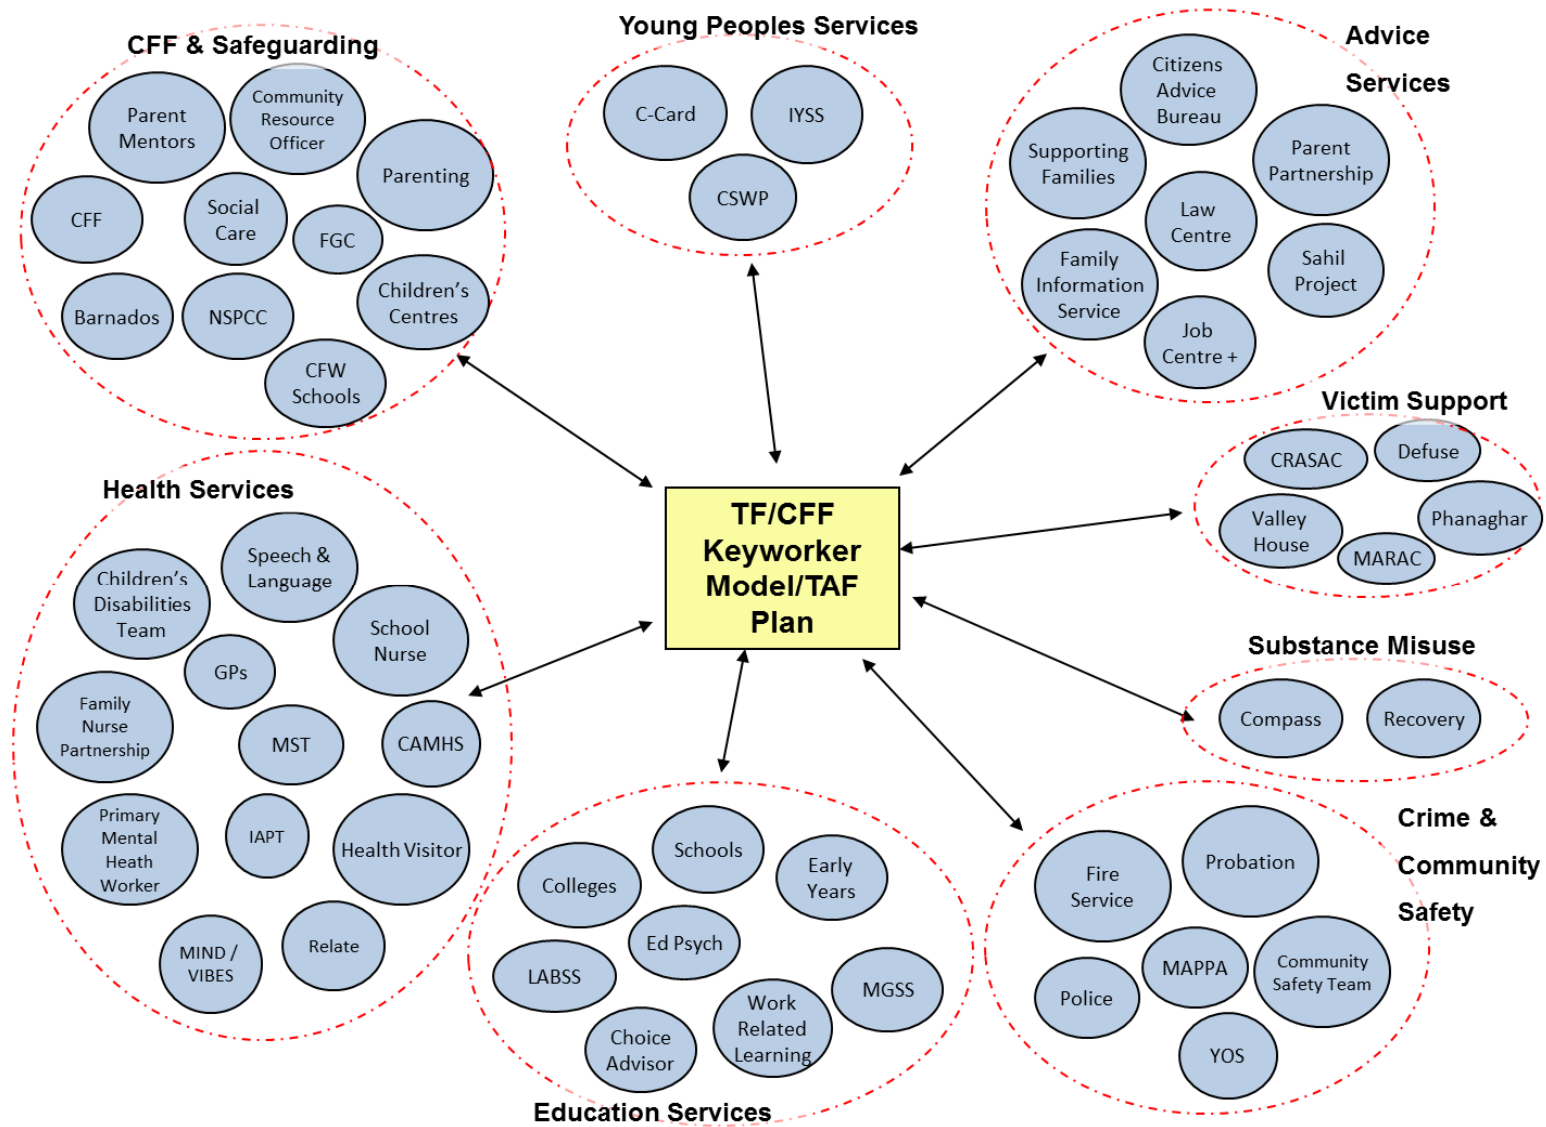 CFF & Safeguarding
Parent
Mentors
Community
Resource
Officer
Parenting
CFF
Social
Care
FGC
Barnados
NSPCC
Children's
Centres
CFW
Schools
Young Peoples Services
C-Card
IYSS
CSWP
Advice
Services
Citizens
Advice
Bureau
Supporting
Families
Parent
Partnership
Law
Centre
Family
Information
Service
Sahil
Project
Job
Centre +
Victim Support
CRASAC
Defuse
Valley
House
Phanaghar
MARAC
TF/CFF
Keyworker
Model/TAF
Plan
Health Services
Speech &
Language
Children's
Disabilities
Team
School
Nurse
GPs
Family
Nurse
Partnership
MST
CAMHS
Primary
Mental
Heath
Worker
IAPT
Health Visitor
MIND /
VIBES
Relate
Substance Misuse
Compass
Recovery
Crime &
Community
Safety
Fire
Service
Probation
Police
MAPPA
Community
Safety Team
YOS
Schools
Colleges
Early
Years
Ed Psych
LABSS
MGSS
Work
Related
Learning
Choice
Advisor
Education Services